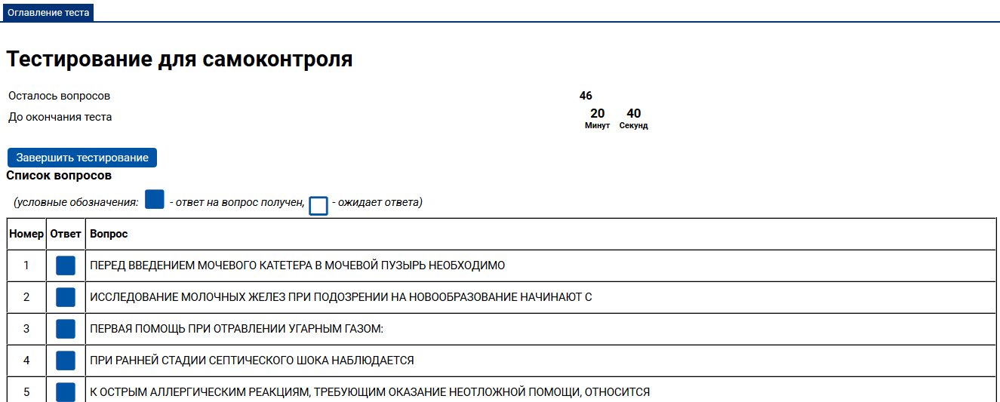 Оглавление теста
Тестирование для самоконтроля
Осталось вопросов 46
До окончания теста 20 40
Минут Секунд
Завершить тестирование
Список вопросов
(условные обозначения: - ответ на вопрос получен, - ожидает ответа)
Номер Ответ Вопрос
1 ПЕРЕД ВВЕДЕНИЕМ МОЧЕВОГО КАТЕТЕРА В МОЧЕВОЙ ПУЗЫРЬ НЕОБХОДИМО
2 ИССЛЕДОВАНИЕ МОЛОЧНЫХ ЖЕЛЕЗ ПРИ ПОДОЗРЕНИИ НА НОВООБРАЗОВАНИЕ НАЧИНАЮТ С
3 ПЕРВАЯ ПОМОЩЬ ПРИ ОТРАВЛЕНИИ УГАРНЫМ ГАЗОМ:
4 ПРИ РАННЕЙ СТАДИИ СЕПТИЧЕСКОГО ШОКА НАБЛЮДАЕТСЯ
5 К ОСТРЫМ АЛЛЕРГИЧЕСКИМ РЕАКЦИЯМ, ТРЕБУЮЩИМ ОКАЗАНИЕ НЕОТЛОЖНОЙ ПОМОЩИ, ОТНОСИТСЯ